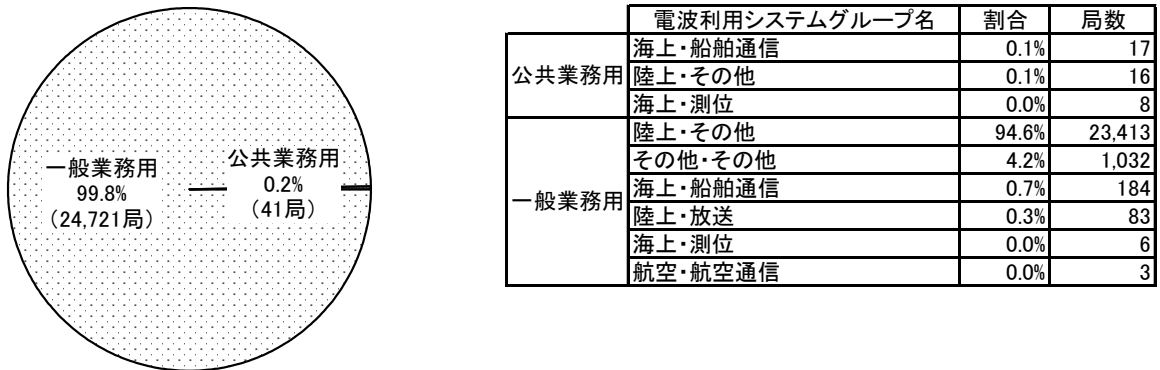 一般業務用
99.8%
(24,721局)
公共業務用
0.2%
(41局)
電波利用システムグループ名 割合 局数
公共業務用
海上・船舶通信 0.1% 17
陸上・その他 0.1% 16
海上・測位 0.0% 8
一般業務用
陸上・その他 94.6% 23,413
その他・その他 4.2% 1,032
海上・船舶通信 0.7% 184
陸上・放送 0.3% 83
海上・測位 0.0% 6
航空・航空通信 0.0% 3